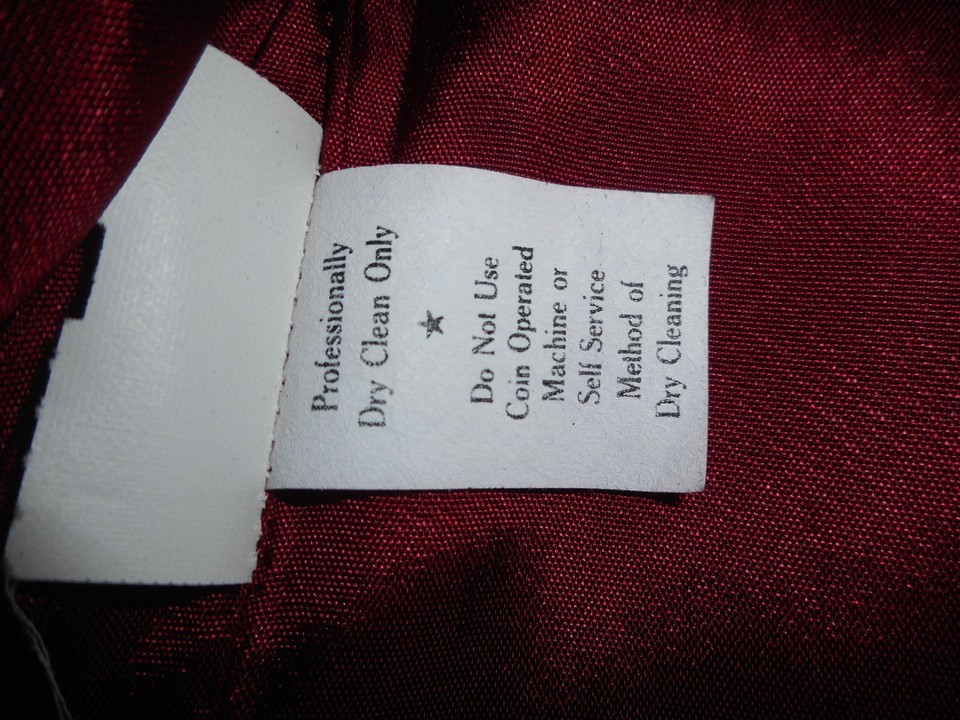 Professionally
Dry Clean Only
Do Not Use
Coin Operated
Machine or
Self Service
Method of
Dry Cleaning